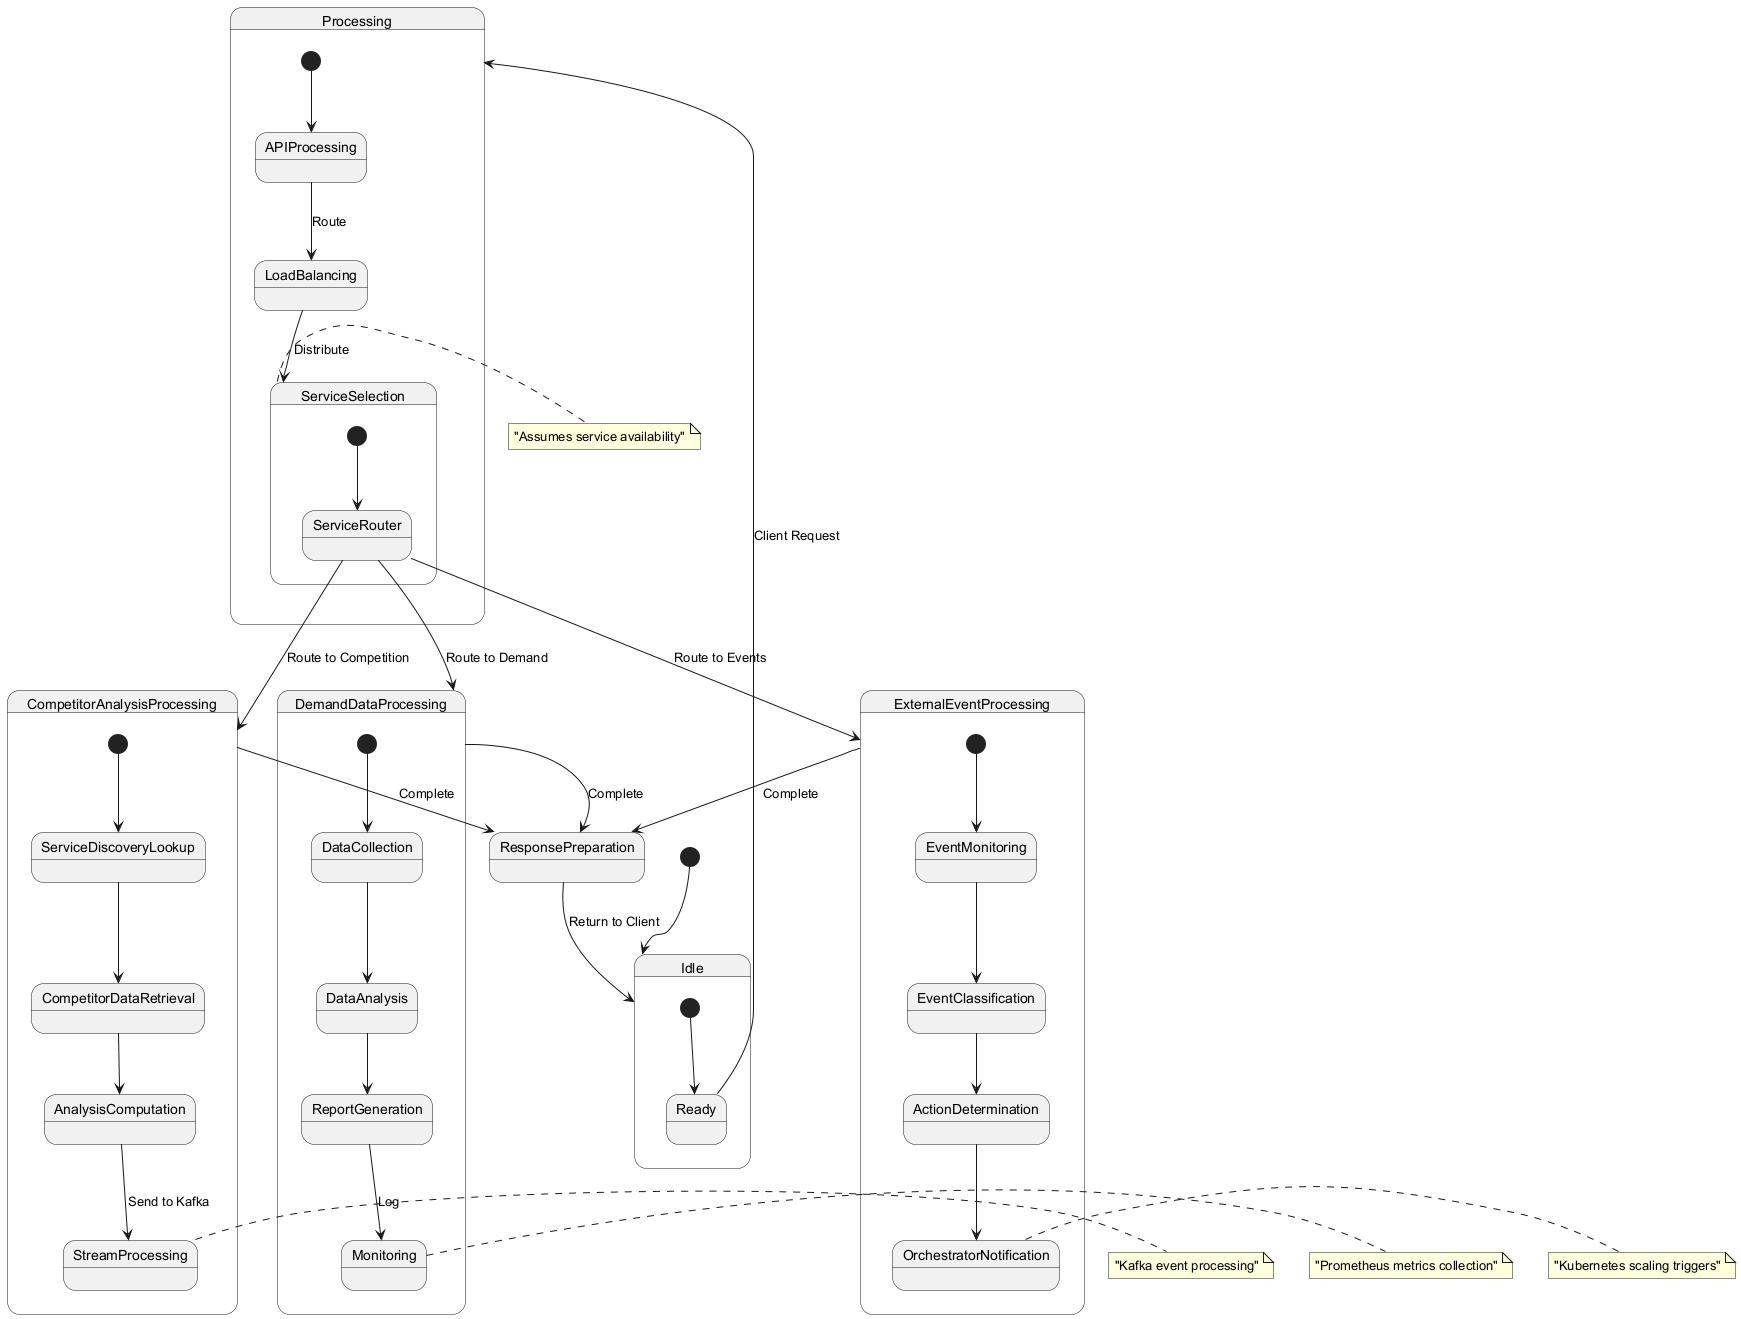 Processing
APIProcessing
Route
LoadBalancing
Distribute
ServiceSelection
"Assumes service availability"
ServiceRouter
Client Request
Route to Competition
Route to Demand
Route to Events
CompetitorAnalysisProcessing
DemandDataProcessing
ExternalEventProcessing
Complete
Complete
Complete
ServiceDiscoveryLookup
DataCollection
ResponsePreparation
EventMonitoring
Return to Client
Idle
CompetitorDataRetrieval
DataAnalysis
EventClassification
AnalysisComputation
ReportGeneration
Ready
ActionDetermination
Send to Kafka
Log
StreamProcessing
Monitoring
OrchestratorNotification
"Kafka event processing"
"Prometheus metrics collection"
"Kubernetes scaling triggers"